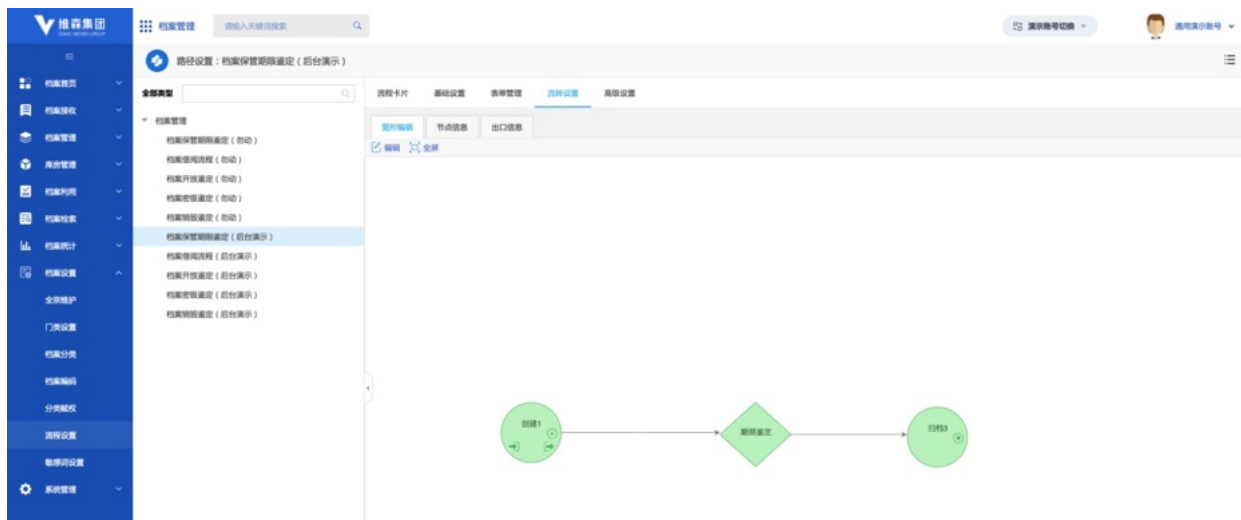 维森集团
档案管理
请输入关键词搜索
演示账号切换
通用演示账号
路径设置：档案保管期限鉴定（后台演示）
档案首页
档案接收
档案管理
库房管理
档案利用
档案检索
档案统计
档案设置
全宗维护
门类设置
档案分类
档案编码
分类赋权
流程设置
敏感词设置
系统管理
全部类型
档案管理
档案保管期限鉴定（勿动）
档案借阅流程（勿动）
档案开放鉴定（勿动）
档案密级鉴定（勿动）
档案销毁鉴定（勿动）
档案保管期限鉴定（后台演示）
档案借阅流程（后台演示）
档案开放鉴定（后台演示）
档案密级鉴定（后台演示）
档案销毁鉴定（后台演示）
流程卡片 基础设置 表单管理 流转设置 高级设置
图形编辑 节点信息 出口信息
编辑 全屏
创建1
期限鉴定
归档3